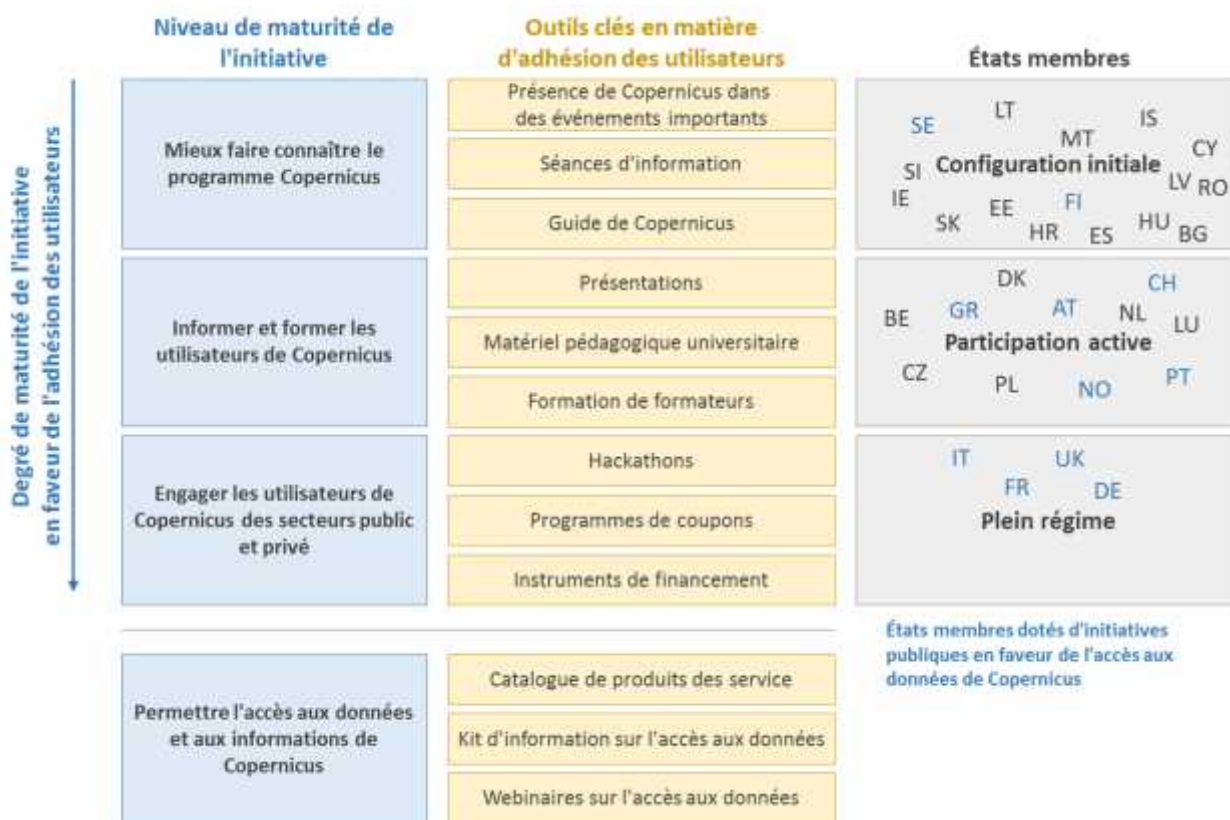 Degré de maturité de l'initiative
en faveur de l'adhésion des utilisateurs
Niveau de maturité de
l'initiative
Outils clés en matière
d'adhésion des utilisateurs
États membres
Mieux faire connaître le
programme Copernicus
Présence de Copernicus dans
des événements importants
Séances d'information
Guide de Copernicus
LT
IS
SE
MT
CY
SI
Configuration initiale
LV
RO
IE
EE
FI
SK
HR
ES
HU
BG
Informer et former les
utilisateurs de Copernicus
Présentations
Matériel pédagogique universitaire
Formation de formateurs
DK
CH
BE
GR
AT
NL
LU
Participation active
CZ
PL
NO
PT
Engager les utilisateurs de
Copernicus des secteurs public
et privé
Hackathons
Programmes de coupons
Instruments de financement
IT
UK
FR
DE
Plein régime
États membres dotés d'initiatives
publiques en faveur de l'accès aux
données de Copernicus
Permettre l'accès aux données
et aux informations de
Copernicus
Catalogue de produits des service
Kit d'information sur l'accès aux données
Webinaires sur l'accès aux données